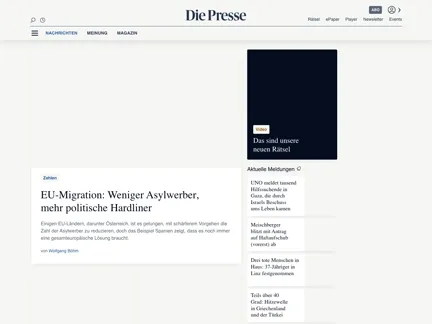 Die Presse
ABO
Rätsel ePaper Player Newsletter Events
NACHRICHTEN MEINUNG MAGAZIN
Video
Das sind unsere
neuen Rätsel
Zahlen
EU-Migration: Weniger Asylwerber,
mehr politische Hardliner
Einigen EU-Ländern, darunter Österreich, ist es gelungen, mit schärferem Vorgehen die
Zahl der Asylwerber zu reduzieren, doch das Beispiel Spanien zeigt, dass es noch immer
eine gesamteuropäische Lösung braucht.
von Wolfgang Böhm
Aktuelle Meldungen
UNO meldet tausend
Hilfesuchende in
Gaza, die durch
Israels Beschuss
ums Leben kamen
Meischberger
blitzt mit Antrag
auf Haftaufschub
(vorerst) ab
Drei tote Menschen in
Haus: 37-Jähriger in
Linz festgenommen
Teils über 40
Grad: Hitzewelle
in Griechenland
und der Türkei